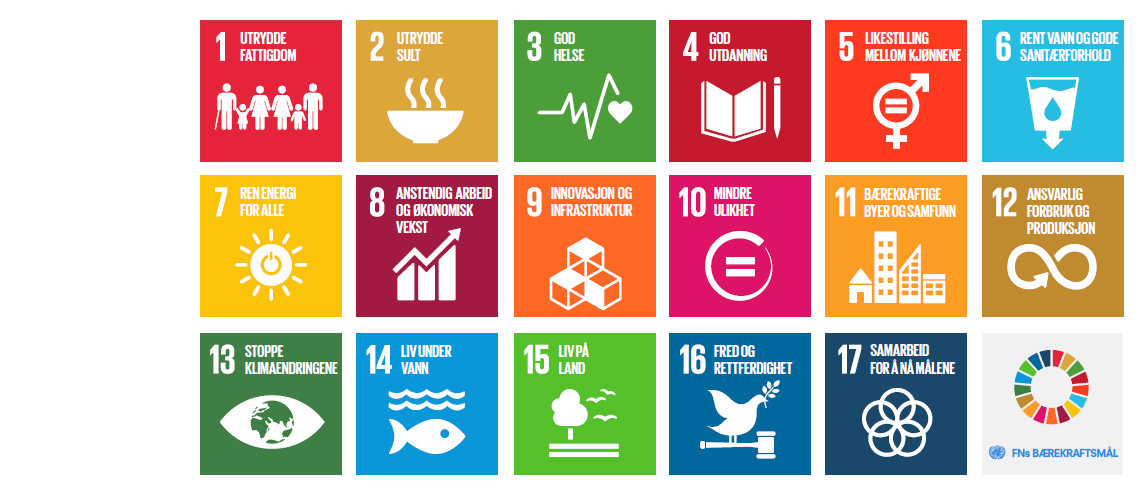 1 UTRYDDE
FATTIGDOM
2 UTRYDDE
SULT
3 GOD
HELSE
4 GOD
UTDANNING
5 LIKESTILLING
MELLOM KJØNNENE
6 RENT VANN OG GODE
SANITÆRFORHOLD
7 REN ENERGI
FOR ALLE
8 ANSTENDIG ARBEID
OG ØKONOMISK
VEKST
9 INNOVASJON OG
INFRASTRUKTUR
10 MINDRE
ULIKHET
11 BÆREKRAFTIGE
BYER OG SAMFUNN
12 ANSVARLIG
FORBRUK OG
PRODUKSJON
13 STOPPE
KLIMAENDRINGENE
14 LIV UNDER
VANN
15 LIV PÅ
LAND
16 FRED OG
RETTFERDIGHET
17 SAMARBEID
FOR Å NÅ MÅLENE
FNs BÆREKRAFTSMÅL